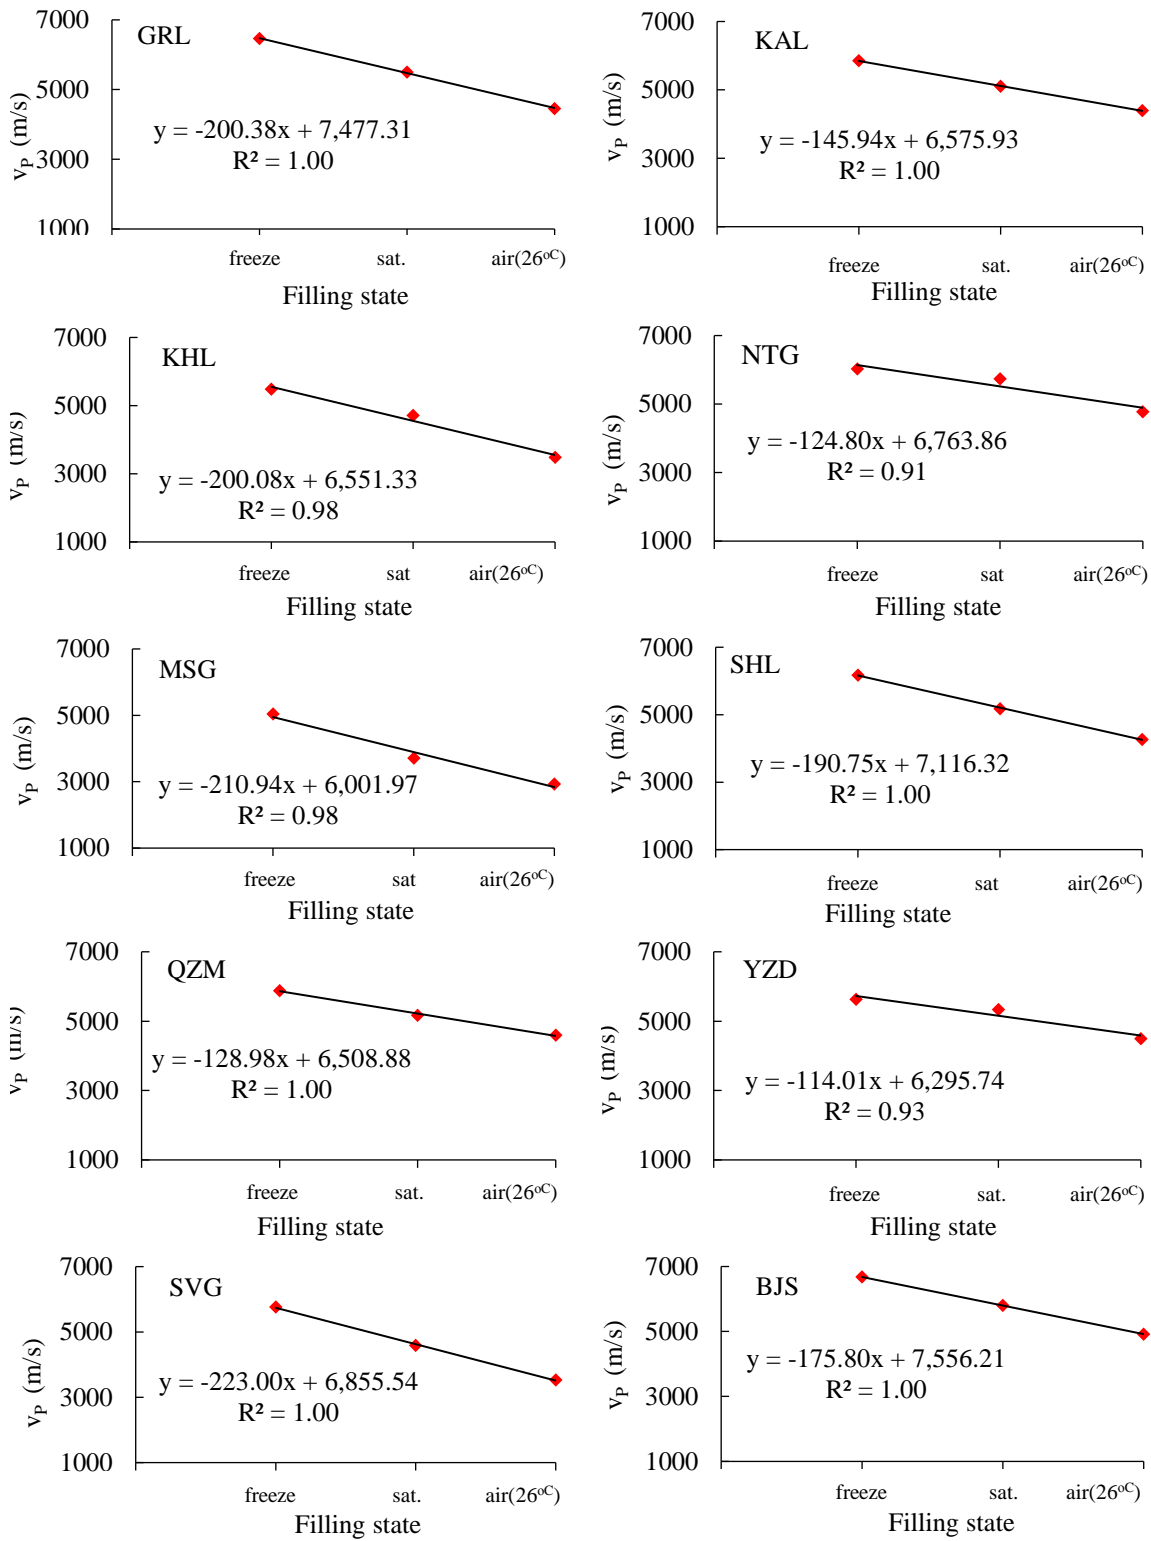 7000
GRL
5000
y = -200.38x + 7,477.31
R² = 1.00
3000
1000
v_P (m/s)
freeze sat. air(26ᵒᶜ)
Filling state
7000
KAL
5000
y = -145.94x + 6,575.93
R² = 1.00
3000
1000
v_P (m/s)
freeze sat. air(26ᵒᶜ)
Filling state
7000
KHL
5000
y = -200.08x + 6,551.33
3000
R² = 0.98
1000
v_P (m/s)
freeze sat air(26ᵒᶜ)
Filling state
7000
NTG
5000
y = -124.80x + 6,763.86
3000
R² = 0.91
1000
v_P (m/s)
freeze sat air(26ᵒᶜ)
Filling state
7000
MSG
5000
y = -210.94x + 6,001.97
3000
R² = 0.98
1000
v_P (m/s)
freeze sat air(26ᵒᶜ)
Filling state
7000
SHL
5000
y = -190.75x + 7,116.32
3000
R² = 1.00
1000
v_P (m/s)
freeze sat air(26ᵒᶜ)
Filling state
7000
QZM
5000
y = -128.98x + 6,508.88
3000
R² = 1.00
1000
v_P (m/s)
freeze sat. air(26ᵒᶜ)
Filling state
7000
YZD
5000
y = -114.01x + 6,295.74
3000
R² = 0.93
1000
v_P (m/s)
freeze sat. air(26ᵒᶜ)
Filling state
7000
SVG
5000
y = -223.00x + 6,855.54
3000
R² = 1.00
1000
v_P (m/s)
freeze sat. air(26ᵒᶜ)
Filling state
7000
BJS
5000
y = -175.80x + 7,556.21
3000
R² = 1.00
1000
v_P (m/s)
freeze sat. air(26ᵒᶜ)
Filling state